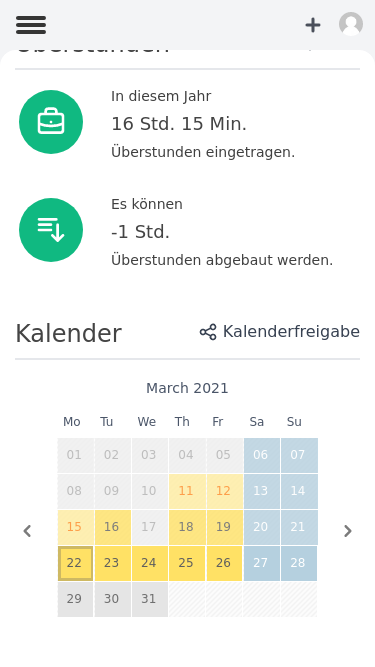 Überstunden
In diesem Jahr
16 Std. 15 Min.
Überstunden eingetragen.
Es können
-1 Std.
Überstunden abgebaut werden.
Kalender
Kalenderfreigabe
March 2021
Mo Tu We Th Fr Sa Su
01 02 03 04 05 06 07
08 09 10 11 12 13 14
15 16 17 18 19 20 21
22 23 24 25 26 27 28
29 30 31